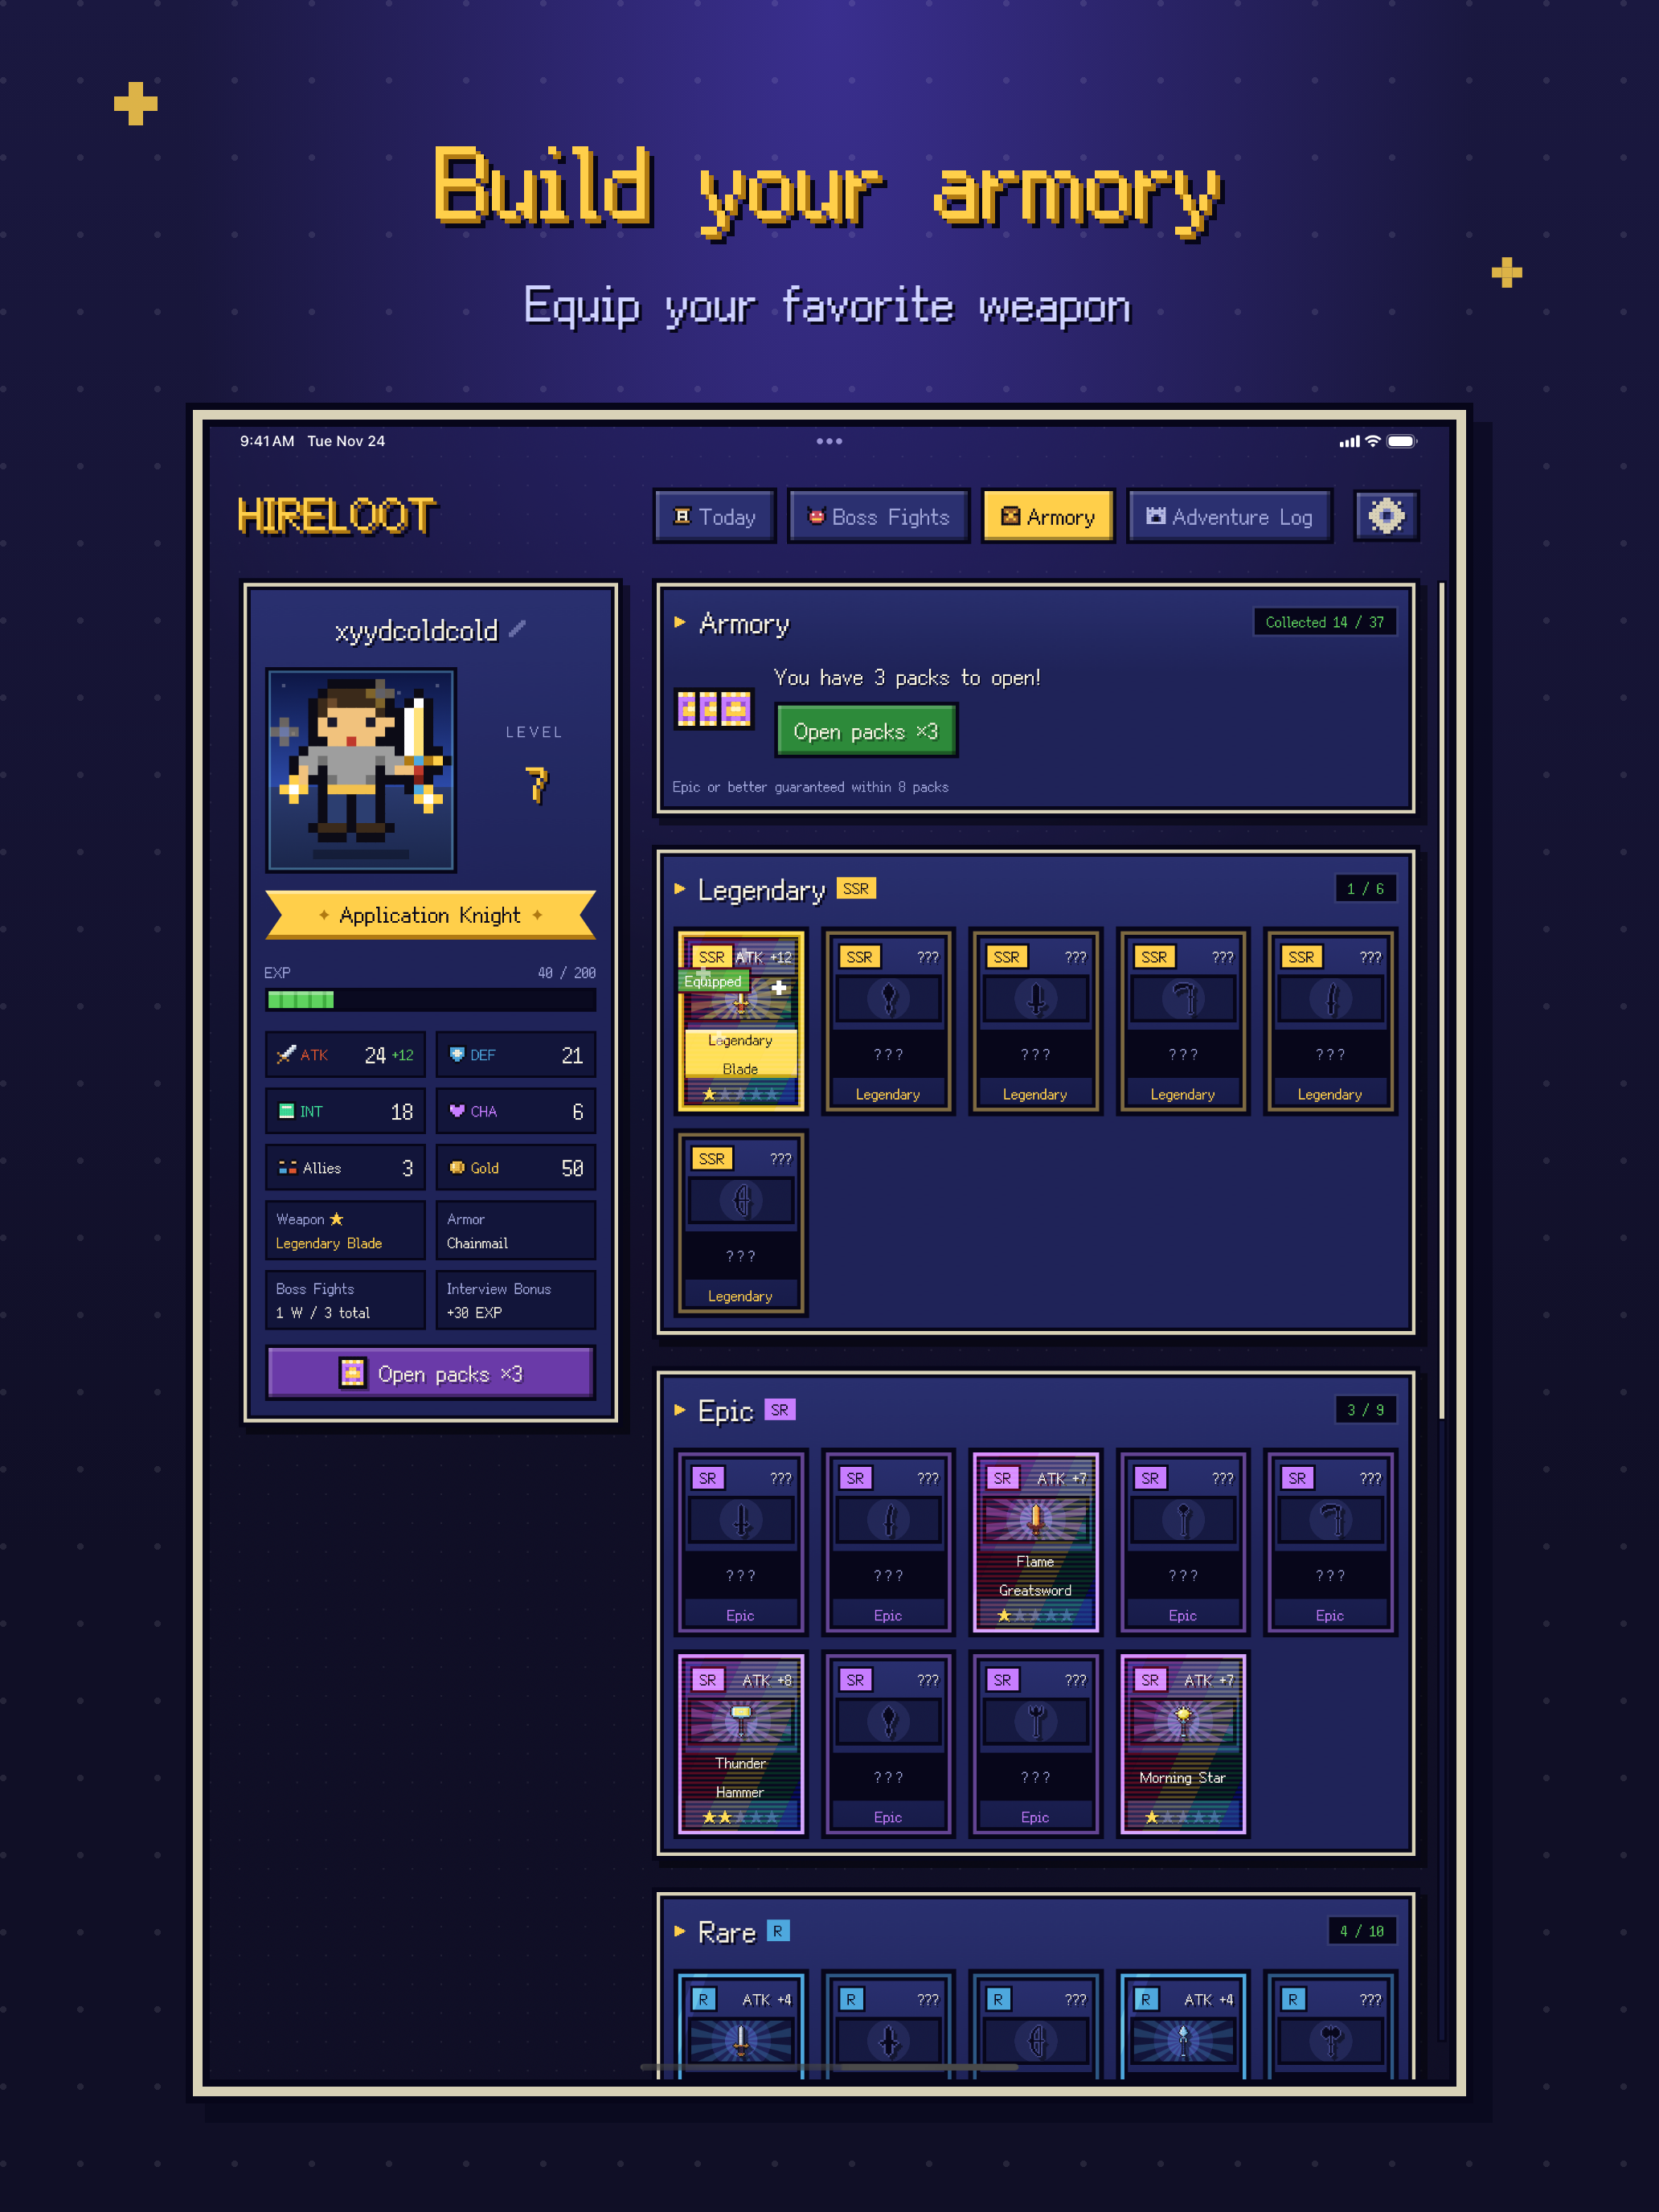 Build your armory
Equip your favorite weapon
9:41 AM Tue Nov 24
HIRELOOT
Today
Boss Fights
Armory
Adventure Log
xyydcoldcold
LEVEL
7
Application Knight
EXP 40 / 200
ATK 24 +12
DEF 21
INT 18
CHA 6
Allies 3
Gold 50
Weapon
Legendary Blade
Armor
Chainmail
Boss Fights
1 W / 3 total
Interview Bonus
+30 EXP
Open packs ×3
Armory
Collected 14 / 37
You have 3 packs to open!
Open packs ×3
Epic or better guaranteed within 8 packs
Legendary SSR
1 / 6
SSR ATK +12
Equipped
Legendary
Blade
SSR ???
???
Legendary
SSR ???
???
Legendary
SSR ???
???
Legendary
SSR ???
???
Legendary
SSR ???
???
Legendary
Epic SR
3 / 9
SR ???
???
Epic
SR ???
???
Epic
SR ATK +7
Flame
Greatsword
SR ???
???
Epic
SR ???
???
Epic
SR ATK +8
Thunder
Hammer
SR ???
???
Epic
SR ???
???
Epic
SR ATK +7
Morning Star
Rare R
4 / 10
R ATK +4
R ???
R ???
R ATK +4
R ???